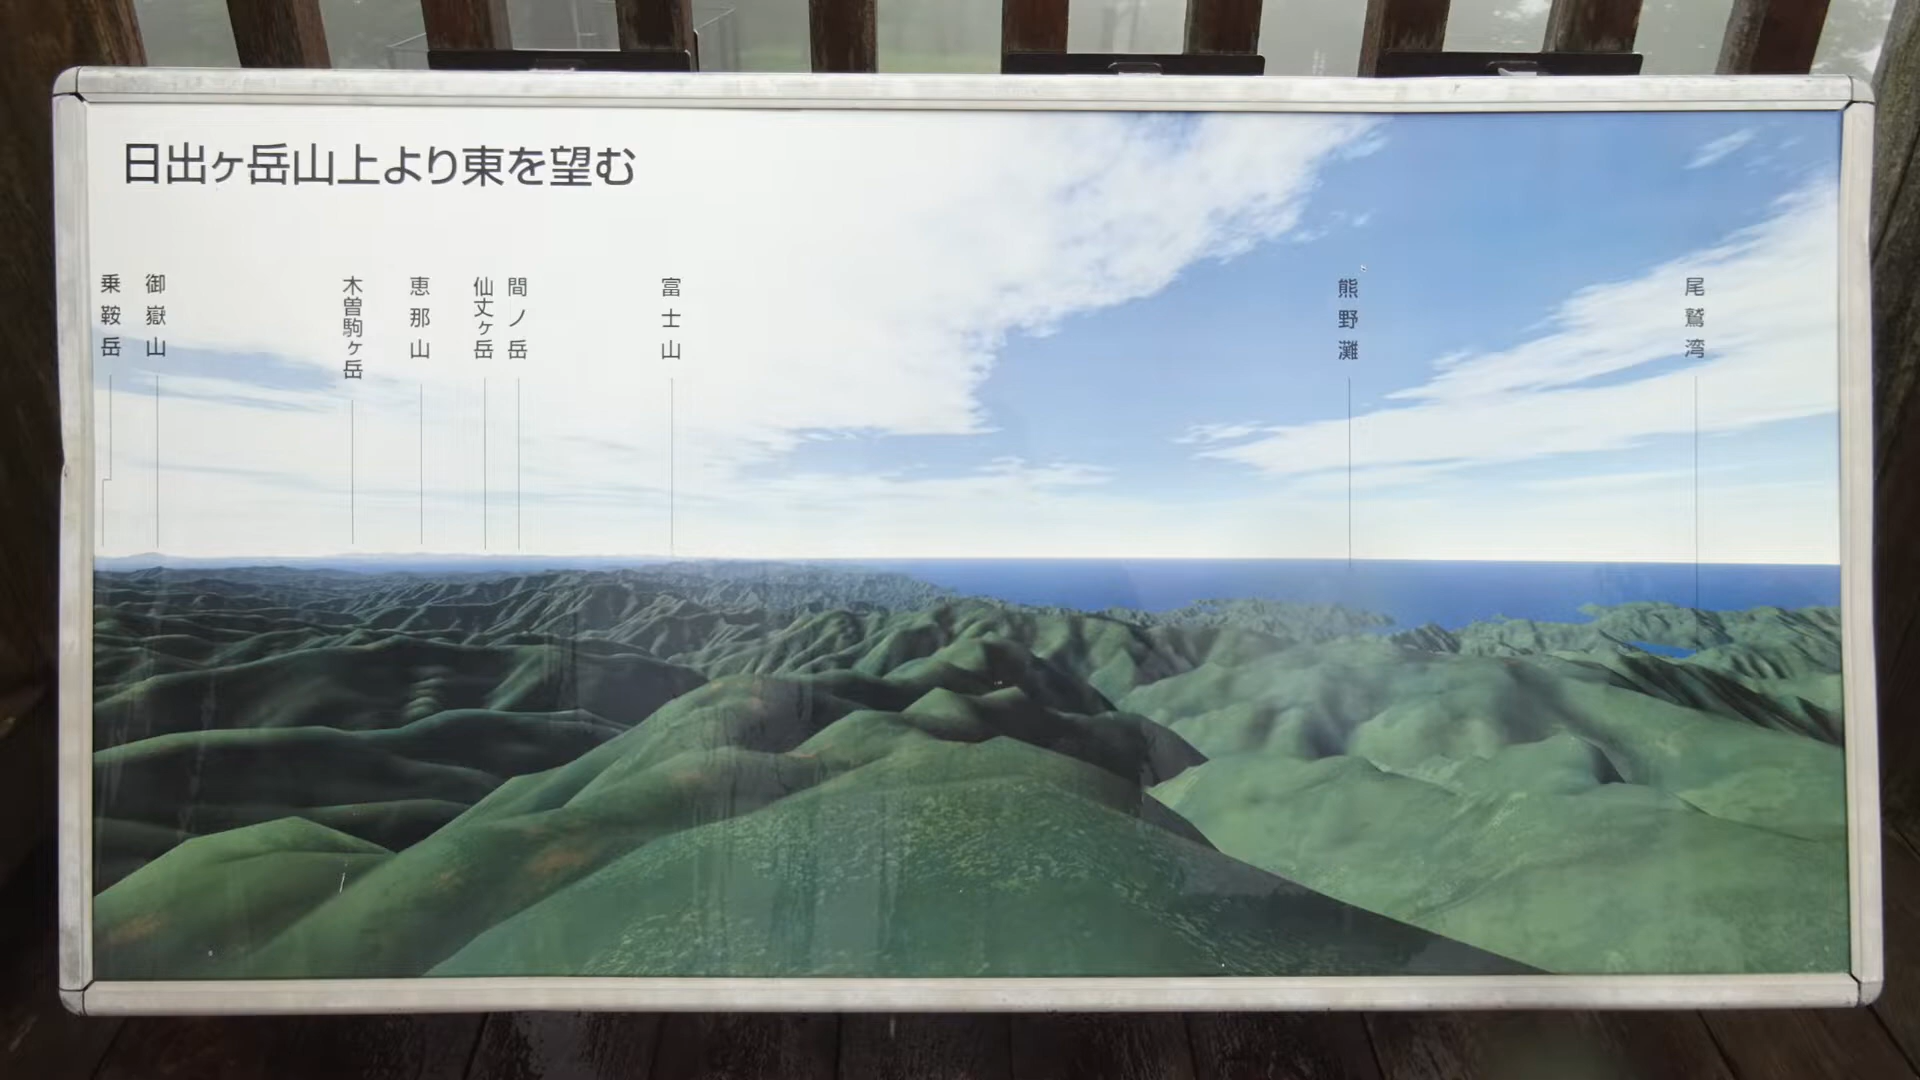 日出ヶ岳山上より東を望む
乗鞍岳
御嶽山
木曽駒ヶ岳
恵那山
仙丈ヶ岳
間ノ岳
富士山
熊野灘
尾鷲湾